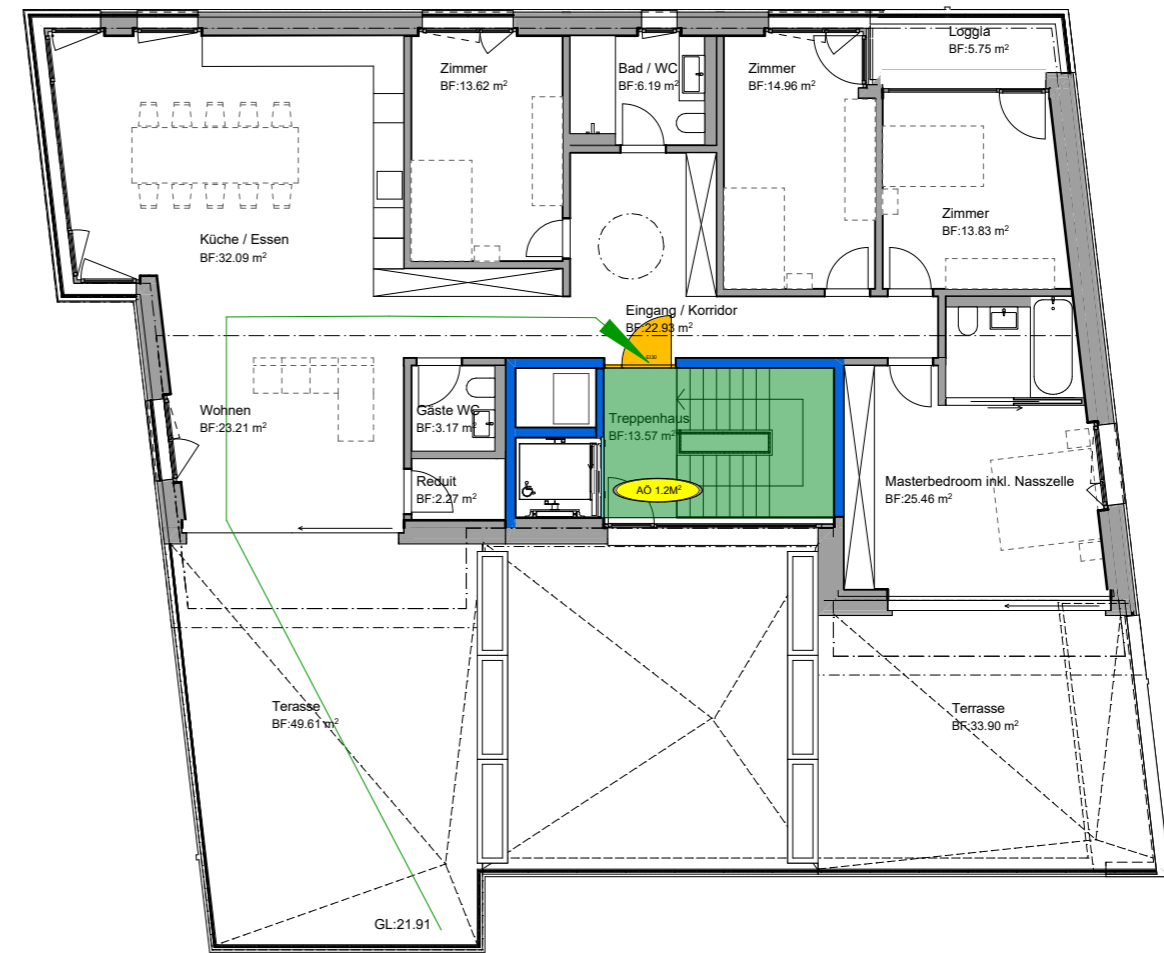 Loggia
BF:5.75 m²
Zimmer
BF:13.62 m²
Bad / WC
BF:6.19 m²
Zimmer
BF:14.96 m²
Zimmer
BF:13.83 m²
Küche / Essen
BF:32.09 m²
Eingang / Korridor
BF:22.93 m²
Wohnen
BF:23.21 m²
Gäste WC
BF:3.17 m²
Treppenhaus
BF:13.57 m²
Reduit
BF:2.27 m²
AÖ 1.2M²
Masterbedroom inkl. Nasszelle
BF:25.46 m²
Terasse
BF:49.61 m²
Terrasse
BF:33.90 m²
GL:21.91